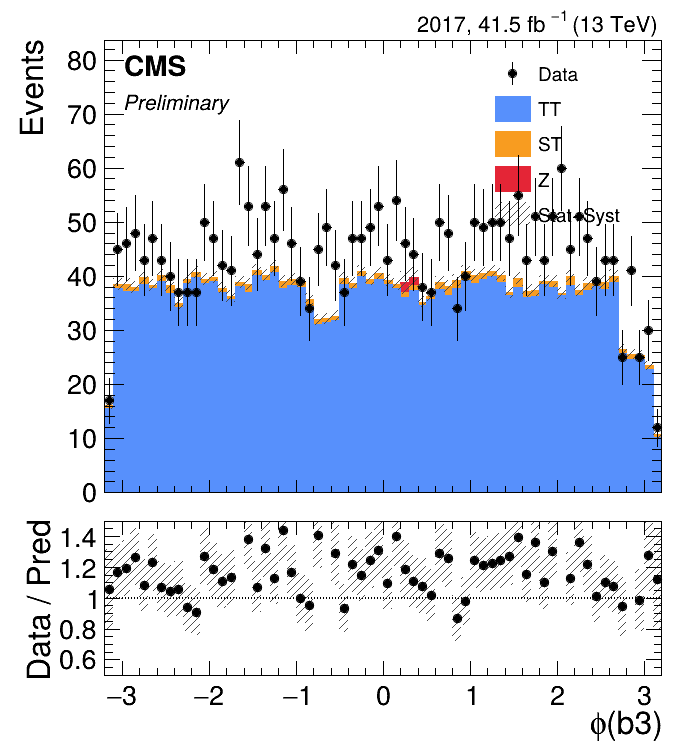 2017, 41.5 fb⁻¹ (13 TeV)
Events
CMS
Preliminary
Data
TT
ST
Z
Stat+Syst
80
70
60
50
40
30
20
10
0
Data / Pred
1.4
1.2
1
0.8
0.6
−3 −2 −1 0 1 2 3
ϕ(b3)